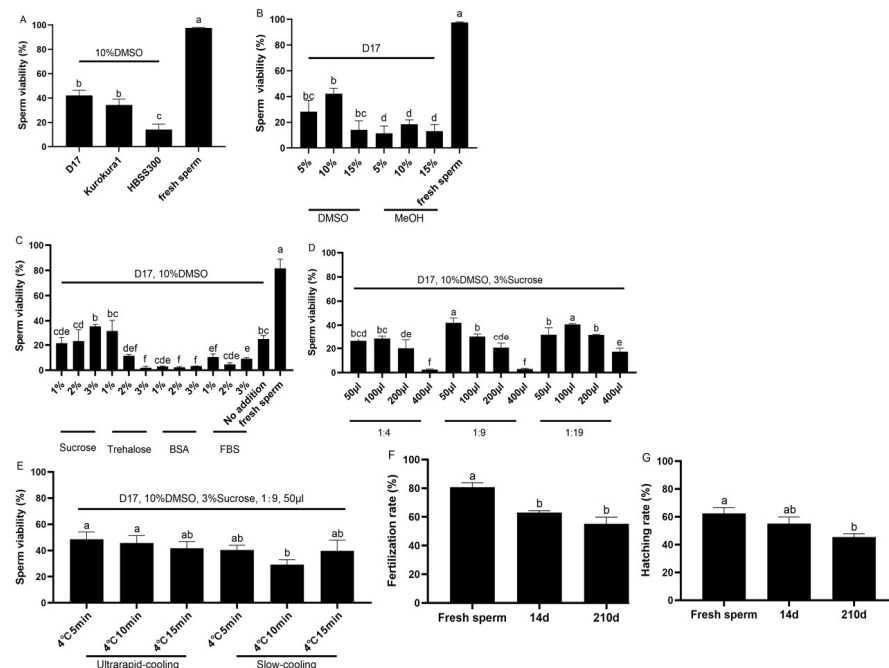 A
Sperm viability (%)
100
80
60
40
20
0
10%DMSO
b
b
c
a
D17
Kurokura1
HBSS300
fresh sperm
B
Sperm viability (%)
100
80
60
40
20
0
D17
bc
b
bc
d
d
d
a
5%
10%
15%
5%
10%
15%
fresh sperm
DMSO
MeOH
C
Sperm viability (%)
100
80
60
40
20
0
D17, 10%DMSO
cde
cd
b
b
def
f
f
f
f
ef
cde
e
bc
a
1%
2%
3%
1%
2%
3%
1%
2%
3%
1%
2%
3%
No addition
fresh sperm
Sucrose
Trehalose
BSA
FBS
D
Sperm viability (%)
100
80
60
40
20
0
D17, 10%DMSO, 3%Sucrose
bcd
bc
de
f
a
b
cde
f
b
a
b
e
50μl
100μl
200μl
400μl
50μl
100μl
200μl
400μl
50μl
100μl
200μl
400μl
1:4
1:9
1:19
E
Sperm viability (%)
100
80
60
40
20
0
D17, 10%DMSO, 3%Sucrose, 1:9, 50μl
a
a
ab
ab
b
ab
4℃5min
4℃10min
4℃15min
4℃5min
4℃10min
4℃15min
Ultrarapid-cooling
Slow-cooling
F
Fertilization rate (%)
100
80
60
40
20
0
a
b
b
Fresh sperm
14d
210d
G
Hatching rate (%)
100
80
60
40
20
0
a
ab
b
Fresh sperm
14d
210d